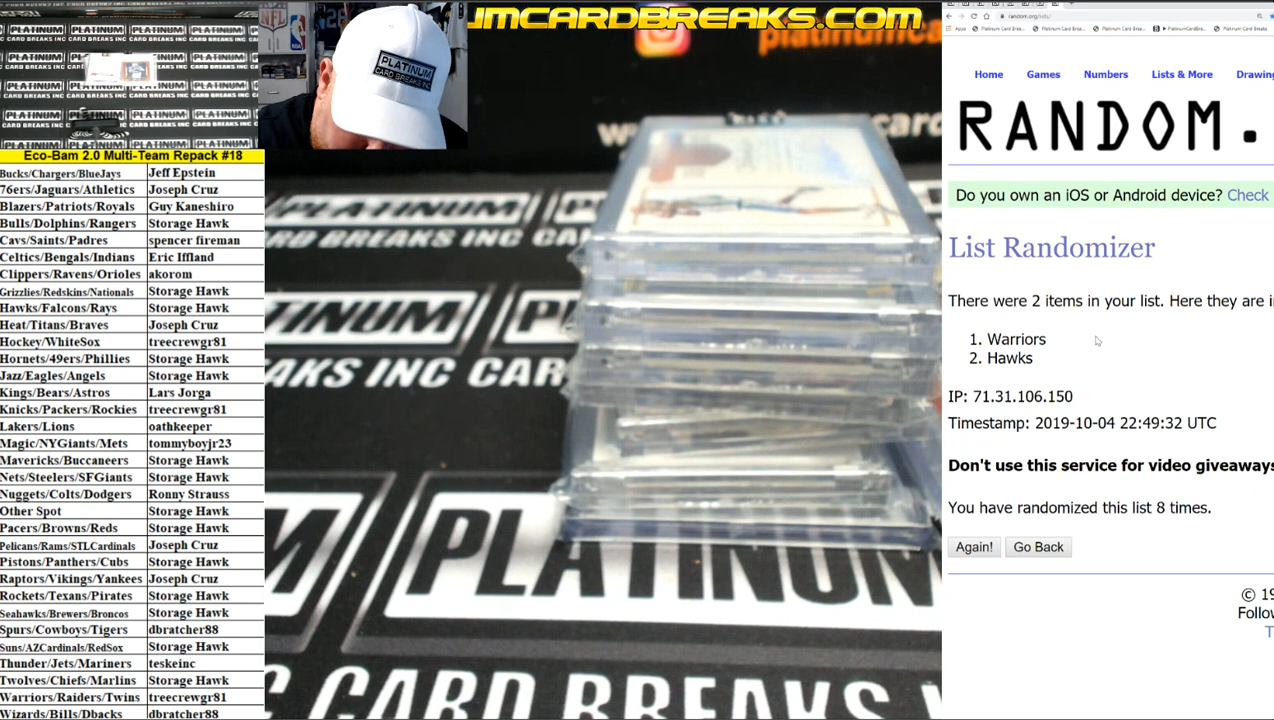 JMCARDBREAKS.COM
PLATINUM
CARD BREAKS INC
Eco-Bam 2.0 Multi-Team Repack #18
Bucks/Chargers/BlueJays Jeff Epstein
76ers/Jaguars/Athletics Joseph Cruz
Blazers/Patriots/Royals Guy Kaneshiro
Bulls/Dolphins/Rangers Storage Hawk
Cavs/Saints/Padres spencer fireman
Celtics/Bengals/Indians Eric Iffland
Clippers/Ravens/Orioles akorom
Grizzlies/Redskins/Nationals Storage Hawk
Hawks/Falcons/Rays Storage Hawk
Heat/Titans/Braves Joseph Cruz
Hockey/WhiteSox treecrewgr81
Hornets/49ers/Phillies Storage Hawk
Jazz/Eagles/Angels Storage Hawk
Kings/Bears/Astros Lars Jorga
Knicks/Packers/Rockies treecrewgr81
Lakers/Lions oathkeeper
Magic/NYGiants/Mets tommyboyjr23
Mavericks/Buccaneers Storage Hawk
Nets/Steelers/SFGiants Storage Hawk
Nuggets/Colts/Dodgers Ronny Strauss
Other Spot Storage Hawk
Pacers/Browns/Reds Storage Hawk
Pelicans/Rams/STLCardinals Joseph Cruz
Pistons/Panthers/Cubs Storage Hawk
Raptors/Vikings/Yankees Joseph Cruz
Rockets/Texans/Pirates Storage Hawk
Seahawks/Brewers/Broncos Storage Hawk
Spurs/Cowboys/Tigers dbratcher88
Suns/AZCardinals/RedSox Storage Hawk
Thunder/Jets/Mariners teskeinc
Twolves/Chiefs/Marlins Storage Hawk
Warriors/Raiders/Twins treecrewgr81
Wizards/Bills/Dbacks dbratcher88
PLATINUM
CARD BREAKS INC
PLATINUM
Home Games Numbers Lists & More Drawing
RANDOM.
Do you own an iOS or Android device? Check
List Randomizer
There were 2 items in your list. Here they are i
1. Warriors
2. Hawks
IP: 71.31.106.150
Timestamp: 2019-10-04 22:49:32 UTC
Don't use this service for video giveaways
You have randomized this list 8 times.
Again! Go Back
© 19
Follow